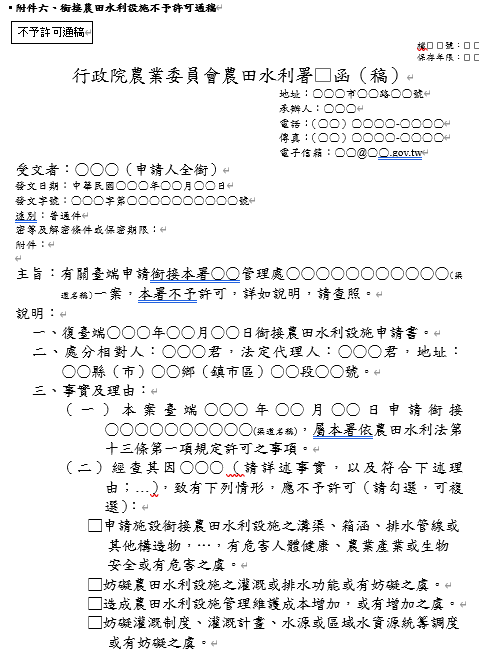 ▪附件六、銜接農田水利設施不予許可通稿
不予許可通稿
檔□□號：□□
保存年限：□□
行政院農業委員會農田水利署□函（稿）
地址：○○○市○○路○○號
承辦人：○○○
電話：(○○）○○○○-○○○○
傳真：(○○）○○○○-○○○○
電子信箱：○○@○○.gov.tw
受文者：○○○（申請人全銜）
發文日期：中華民國○○○年○○月○○日
發文字號：○○○字第○○○○○○○○○○號
速別：普通件
密等及解密條件或保密期限：
附件：
主旨：有關臺端申請銜接本署○○管理處○○○○○○○○○○○(渠
道名稱)一案，本署不予許可，詳如說明，請查照。
說明：
一、復臺端○○○年○○月○○日銜接農田水利設施申請書。
二、處分相對人：○○○君，法定代理人：○○○君，地址：
○○縣（市）○○鄉（鎮市區）○○段○○號。
三、事實及理由：
（一）本案臺端○○○年○○月○○日申請銜接
○○○○○○○○○○(渠道名稱)，屬本署依農田水利法第
十三條第一項規定許可之事項。
（二）經查其因○○○（請詳述事實，以及符合下述理
由；…），致有下列情形，應不予許可（請勾選，可複
選）：
□申請施設銜接農田水利設施之溝渠、箱涵、排水管線或
其他構造物，…，有危害人體健康、農業產業或生物
安全或有危害之虞。
□妨礙農田水利設施之灌溉或排水功能或有妨礙之虞。
□造成農田水利設施管理維護成本增加，或有增加之虞。
□妨礙灌溉制度、灌溉計畫、水源或區域水資源統籌調度
或有妨礙之虞。